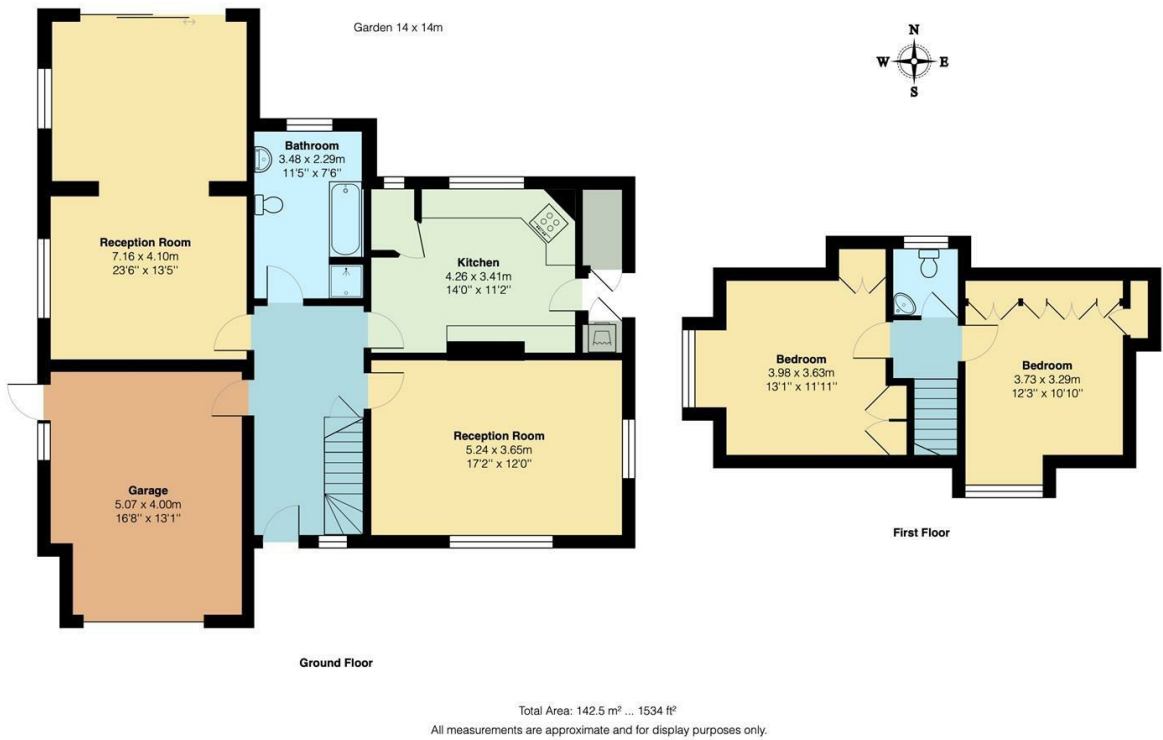 Garden 14 x 14m
N
W E
S
Bathroom
3.48 x 2.29m
11'5" x 7'6"
Reception Room
7.16 x 4.10m
23'6" x 13'5"
Kitchen
4.26 x 3.41m
14'0" x 11'2"
Bedroom
3.98 x 3.63m
13'1" x 11'11"
Bedroom
3.73 x 3.29m
12'3" x 10'10"
Reception Room
5.24 x 3.65m
17'2" x 12'0"
Garage
5.07 x 4.00m
16'8" x 13'1"
First Floor
Ground Floor
Total Area: 142.5 m² ... 1534 ft²
All measurements are approximate and for display purposes only.